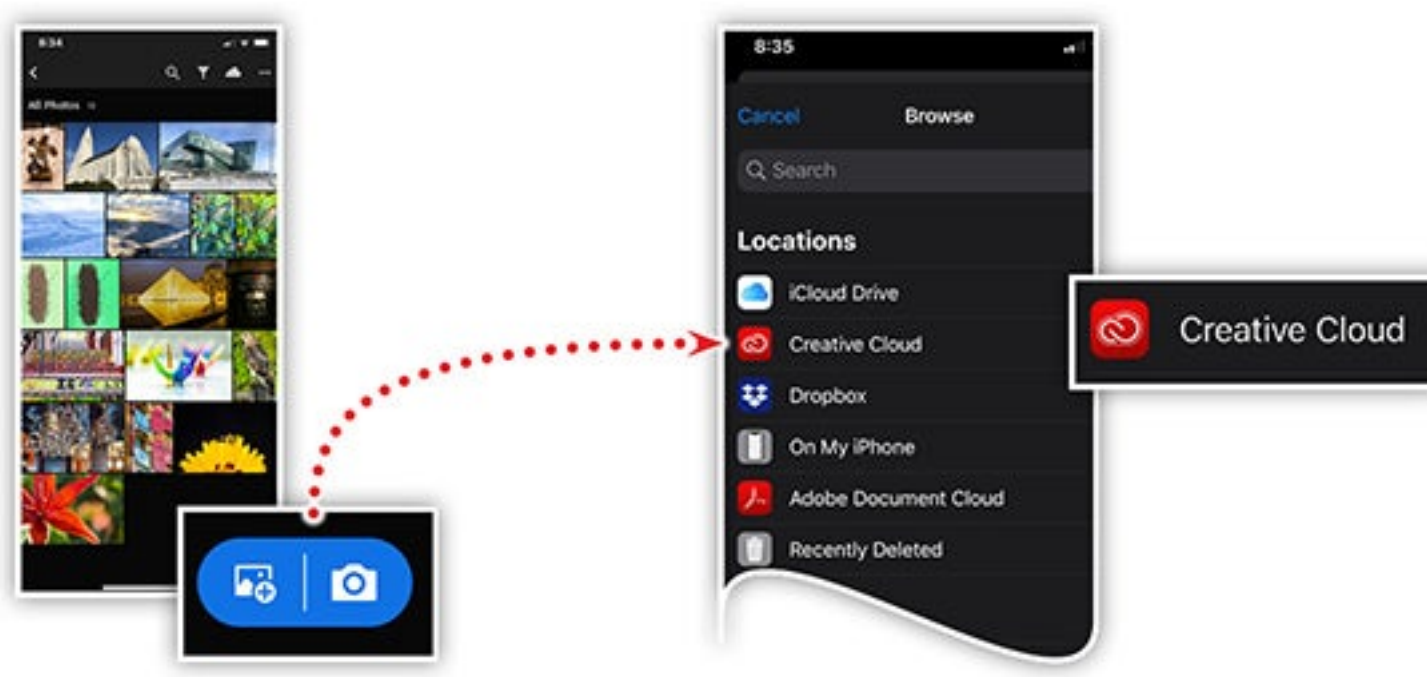 8:34
All Photos
8:35
Cancel
Browse
Search
Locations
iCloud Drive
Creative Cloud
Dropbox
On My iPhone
Adobe Document Cloud
Recently Deleted
Creative Cloud